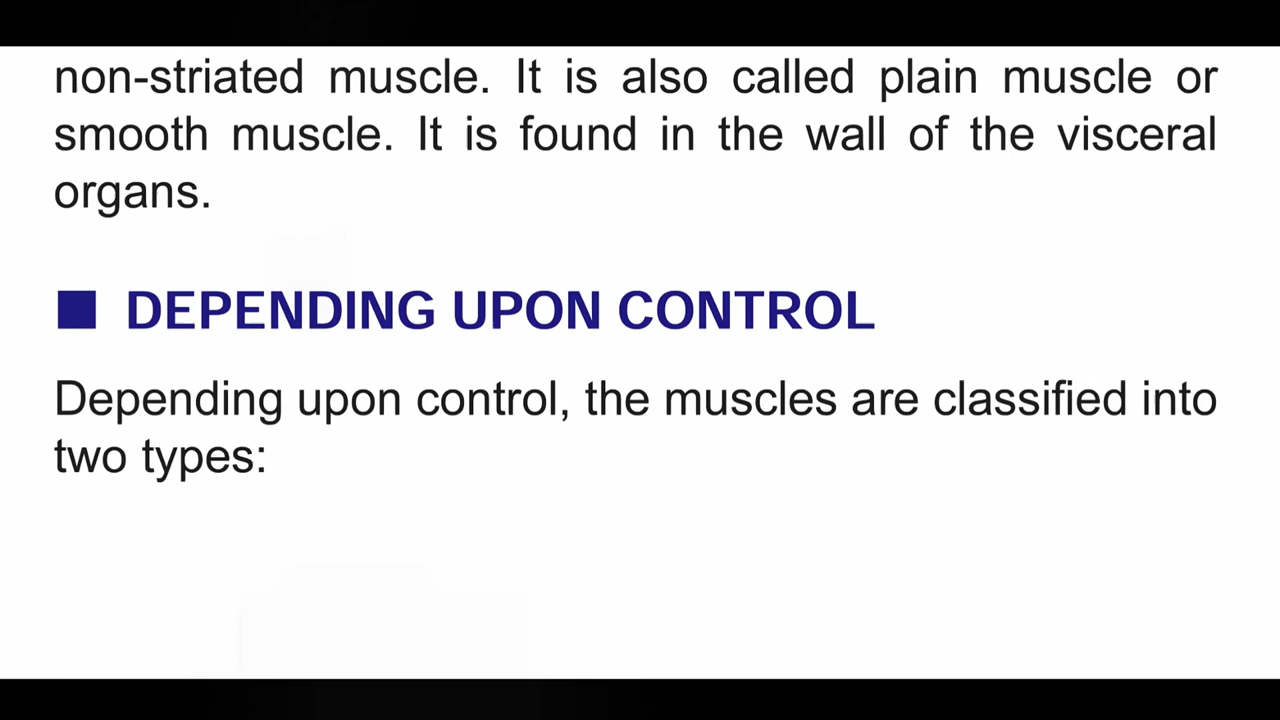 non-striated muscle. It is also called plain muscle or
smooth muscle. It is found in the wall of the visceral
organs.
■ DEPENDING UPON CONTROL
Depending upon control, the muscles are classified into
two types: